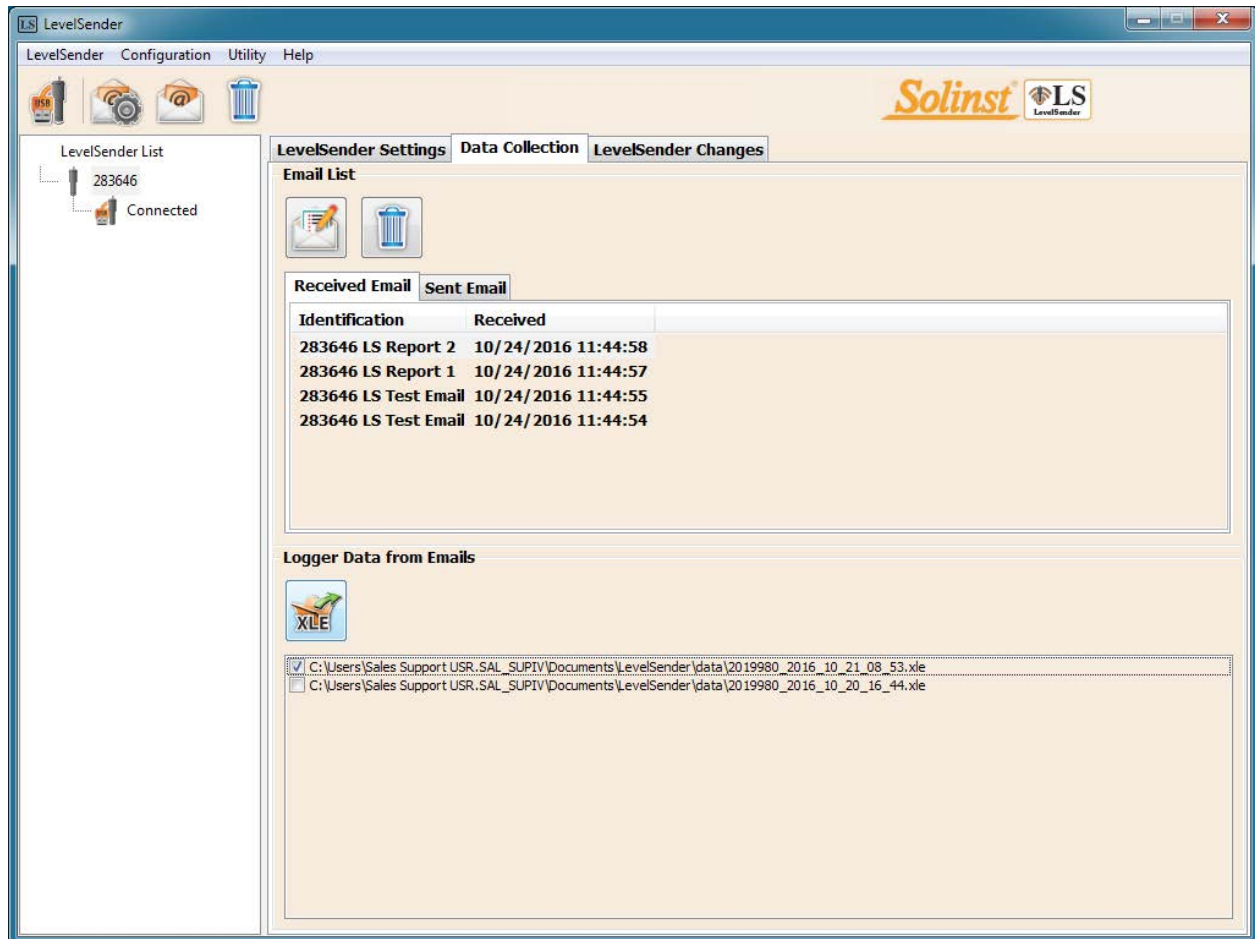 LS LevelSender
LevelSender Configuration Utility Help
USB @ Solinst LS
LevelSender
LevelSender List
283646
Connected
LevelSender Settings Data Collection LevelSender Changes
Email List
Received Email Sent Email
Identification Received
283646 LS Report 2 10/24/2016 11:44:58
283646 LS Report 1 10/24/2016 11:44:57
283646 LS Test Email 10/24/2016 11:44:55
283646 LS Test Email 10/24/2016 11:44:54
Logger Data from Emails
XLE
C:\Users\Sales Support USR.SAL_SUPIV\Documents\LevelSender\data\2019980_2016_10_21_08_53.xle
C:\Users\Sales Support USR.SAL_SUPIV\Documents\LevelSender\data\2019980_2016_10_20_16_44.xle